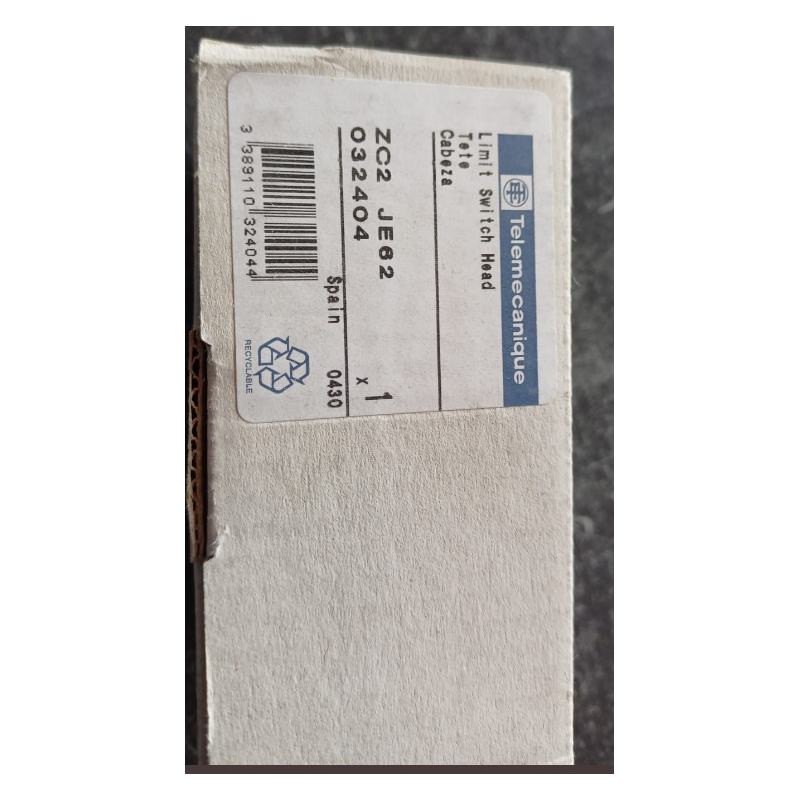 Telemecanique
Limit Switch Head
Tete
Cabeza
ZC2 JE62
032404
x 1
Spain 0430
3 389110 324044
RECYCLABLE